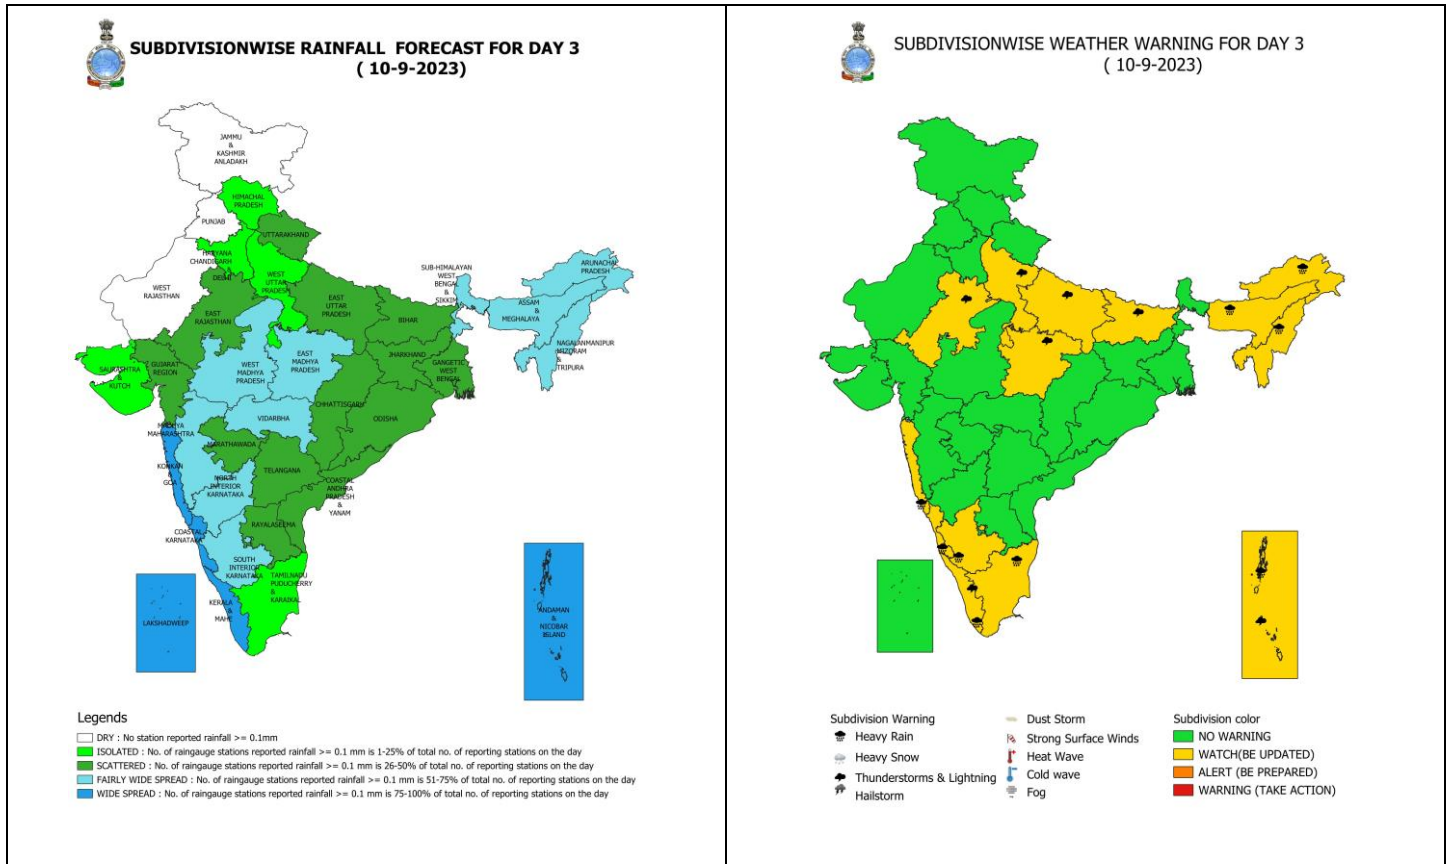 SUBDIVISIONWISE RAINFALL FORECAST FOR DAY 3
( 10-9-2023)
JAMMU
&
KASHMIR
ANLADAKH
HIMACHAL
PRADESH
PUNJAB
UTTARAKHAND
HARYANA
CHANDIGARH
&
DELHI
WEST
UTTAR
PRADESH
WEST
RAJASTHAN
EAST
RAJASTHAN
EAST
UTTAR
PRADESH
BIHAR
SUB-HIMALAYAN
WEST
BENGAL
&
SIKKIM
ARUNACHAL
PRADESH
ASSAM
&
MEGHALAYA
NAGALANMANIPUR
MIZORAM
&
TRIPURA
JHARKHAND
GANGETIC
WEST
BENGAL
SAURASHTRA
&
KUTCH
GUJARAT
REGION
WEST
MADHYA
PRADESH
EAST
MADHYA
PRADESH
CHHATTISGARH
ODISHA
VIDARBHA
MADHYA
MAHARASHTRA
MARATHAWADA
KONKAN
&
GOA
NORTH
INTERIOR
KARNATAKA
TELANGANA
COASTAL
ANDHRA
PRADESH
&
YANAM
RAYALASEEMA
COASTAL
KARNATAKA
SOUTH
INTERIOR
KARNATAKA
TAMILNADU
PUDUCHERRY
&
KARAIKAL
KERALA
&
MAHE
LAKSHADWEEP
ANDAMAN
&
NICOBAR
ISLAND
Legends
DRY : No station reported rainfall >= 0.1mm
ISOLATED : No. of raingauge stations reported rainfall >= 0.1 mm is 1-25% of total no. of reporting stations on the day
SCATTERED : No. of raingauge stations reported rainfall >= 0.1 mm is 26-50% of total no. of reporting stations on the day
FAIRLY WIDE SPREAD : No. of raingauge stations reported rainfall >= 0.1 mm is 51-75% of total no. of reporting stations on the day
WIDE SPREAD : No. of raingauge stations reported rainfall >= 0.1 mm is 75-100% of total no. of reporting stations on the day
SUBDIVISIONWISE WEATHER WARNING FOR DAY 3
( 10-9-2023)
Subdivision Warning
Heavy Rain
Heavy Snow
Thunderstorms & Lightning
Hailstorm
Dust Storm
Strong Surface Winds
Heat Wave
Cold wave
Fog
Subdivision color
NO WARNING
WATCH(BE UPDATED)
ALERT (BE PREPARED)
WARNING (TAKE ACTION)